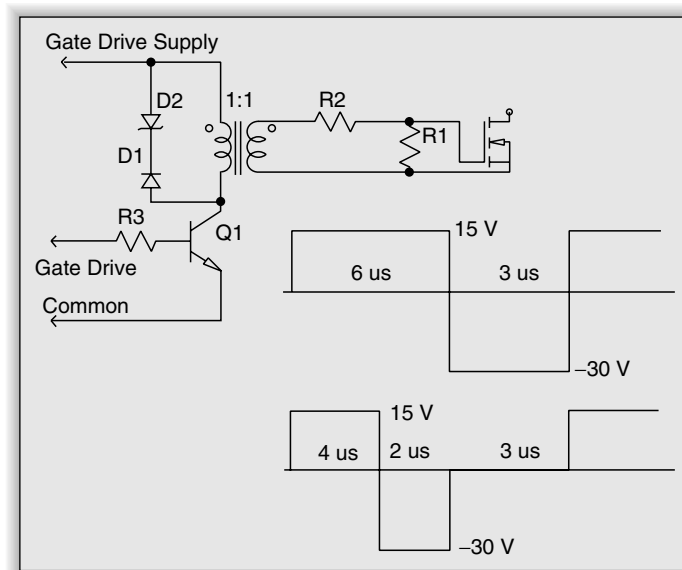 Gate Drive Supply
D2
1:1
R2
R1
D1
R3
Q1
Gate Drive
Common
15 V
6 us
3 us
–30 V
15 V
4 us
2 us
3 us
–30 V